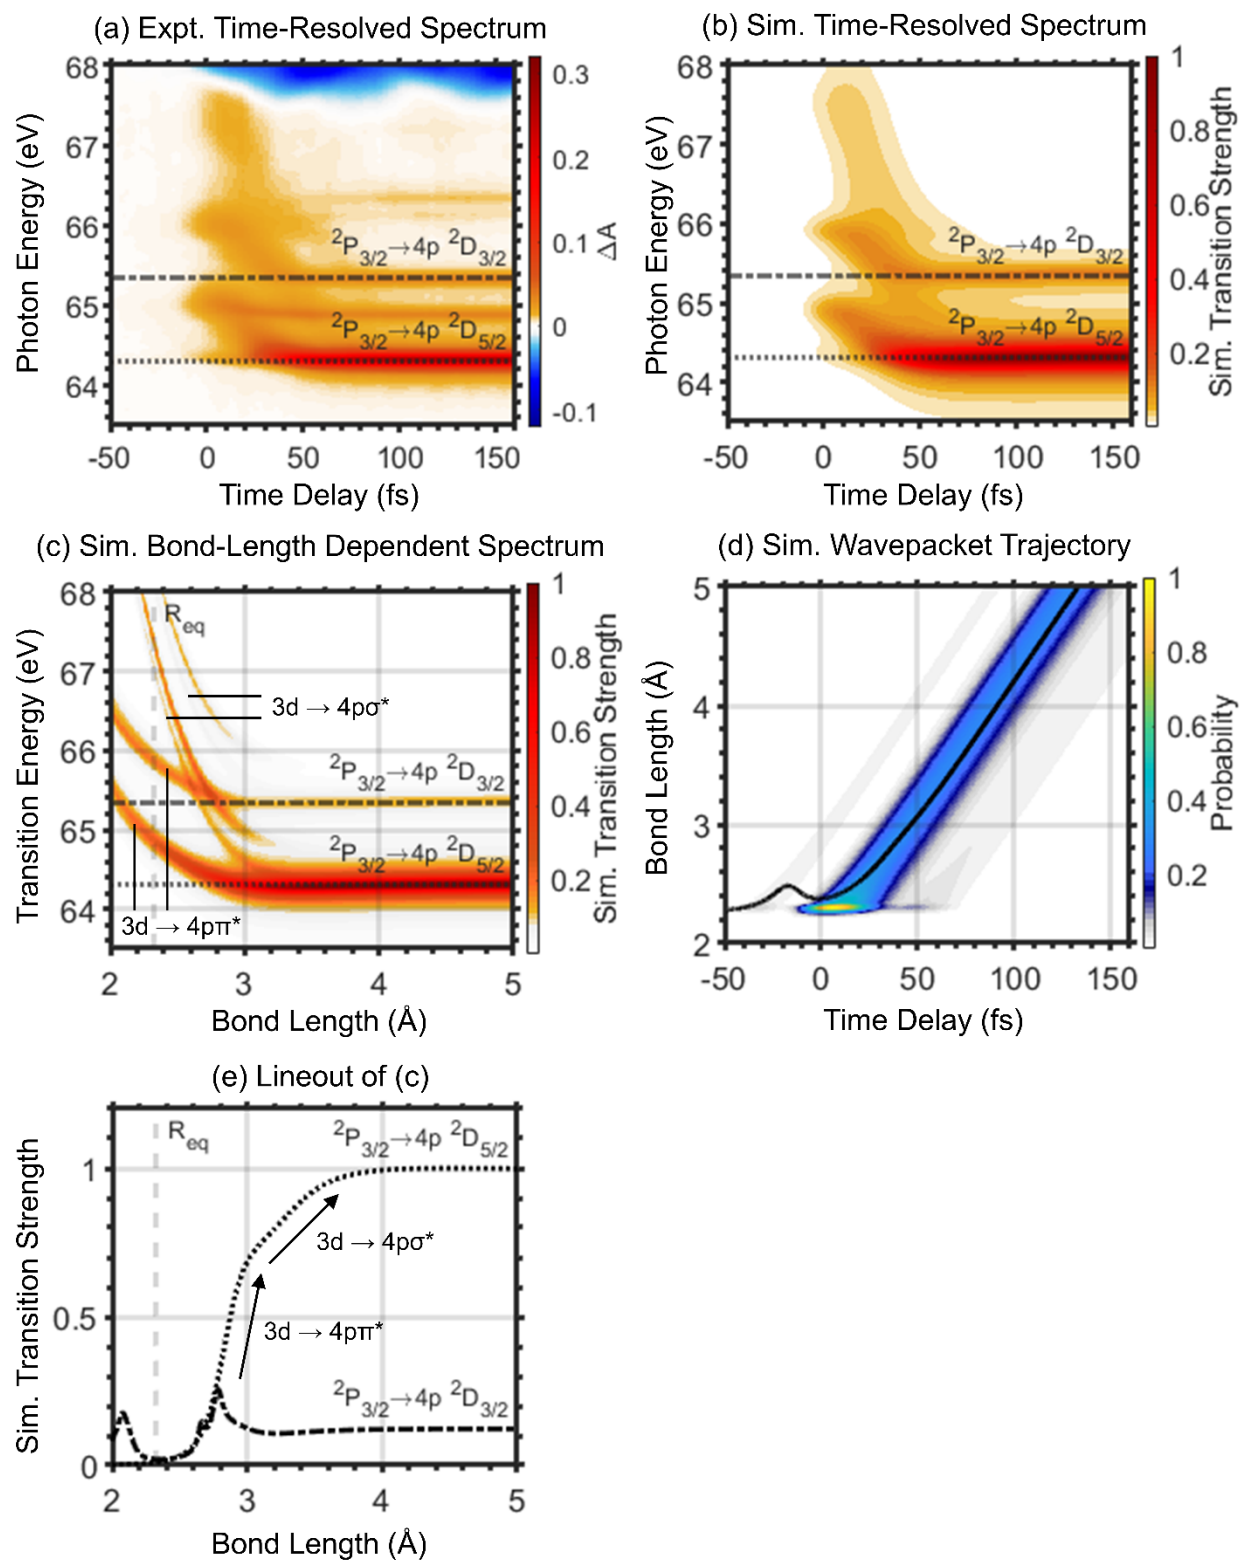 (a) Expt. Time-Resolved Spectrum
Photon Energy (eV)
68
67
66
65
64
-50 0 50 100 150
Time Delay (fs)
²P₃/₂→4p ²D₃/₂
²P₃/₂→4p ²D₅/₂
0.3
0.2
0.1
0
-0.1
ΔA
(b) Sim. Time-Resolved Spectrum
Photon Energy (eV)
68
67
66
65
64
-50 0 50 100 150
Time Delay (fs)
²P₃/₂→4p ²D₃/₂
²P₃/₂→4p ²D₅/₂
1
0.8
0.6
0.4
0.2
Sim. Transition Strength
(c) Sim. Bond-Length Dependent Spectrum
Transition Energy (eV)
68
67
66
65
64
2 3 4 5
Bond Length (Å)
Req
3d → 4pσ*
²P₃/₂→4p ²D₃/₂
²P₃/₂→4p ²D₅/₂
3d → 4pπ*
1
0.8
0.6
0.4
0.2
Sim. Transition Strength
(d) Sim. Wavepacket Trajectory
Bond Length (Å)
5
4
3
2
-50 0 50 100 150
Time Delay (fs)
1
0.8
0.6
0.4
0.2
Probability
(e) Lineout of (c)
Sim. Transition Strength
1
0.5
0
2 3 4 5
Bond Length (Å)
Req
²P₃/₂→4p ²D₅/₂
3d → 4pσ*
3d → 4pπ*
²P₃/₂→4p ²D₃/₂